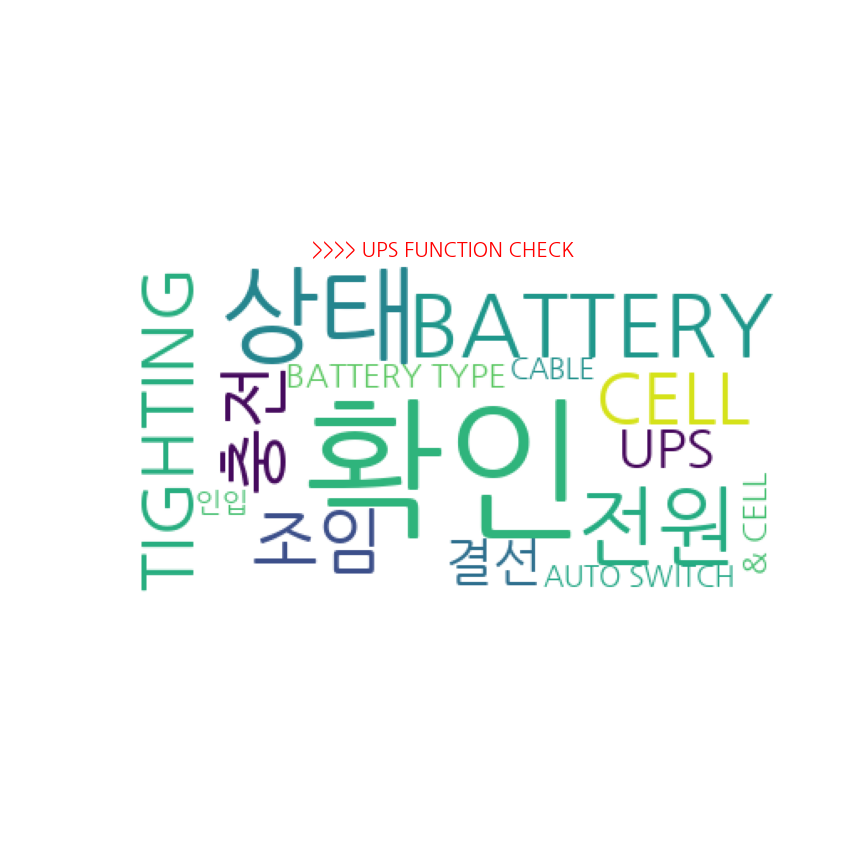 >>>> UPS FUNCTION CHECK
상태
BATTERY
TIGHTING
BATTERY TYPE
CABLE
충전
확인
CELL
UPS
인입
조임
전원
& CELL
결선
AUTO SWITCH